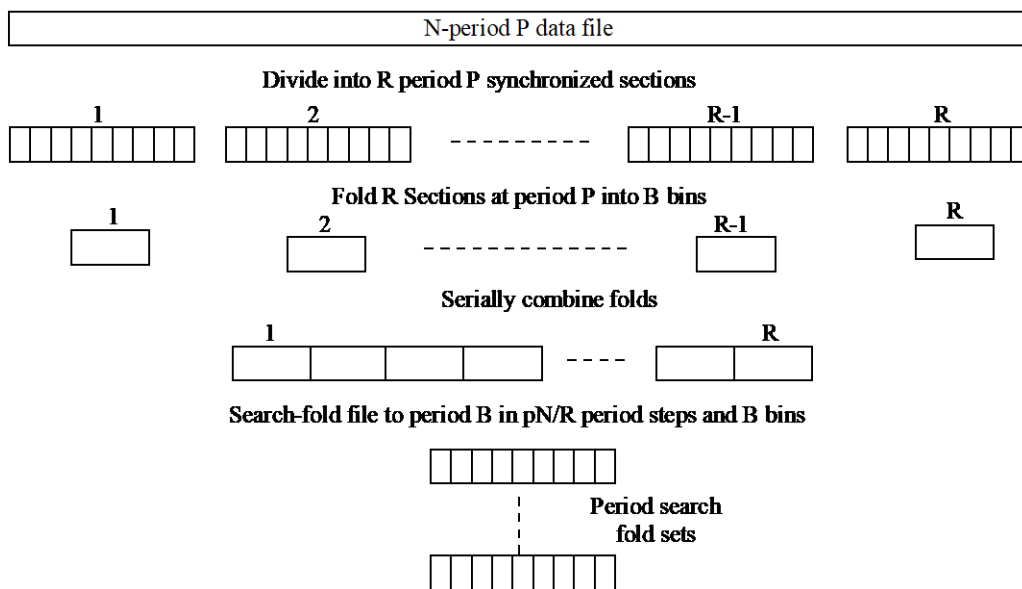 N-period P data file
Divide into R period P synchronized sections
1 2 R-1 R
Fold R Sections at period P into B bins
1 2 R-1 R
Serially combine folds
1 R
Search-fold file to period B in pN/R period steps and B bins
Period search
fold sets